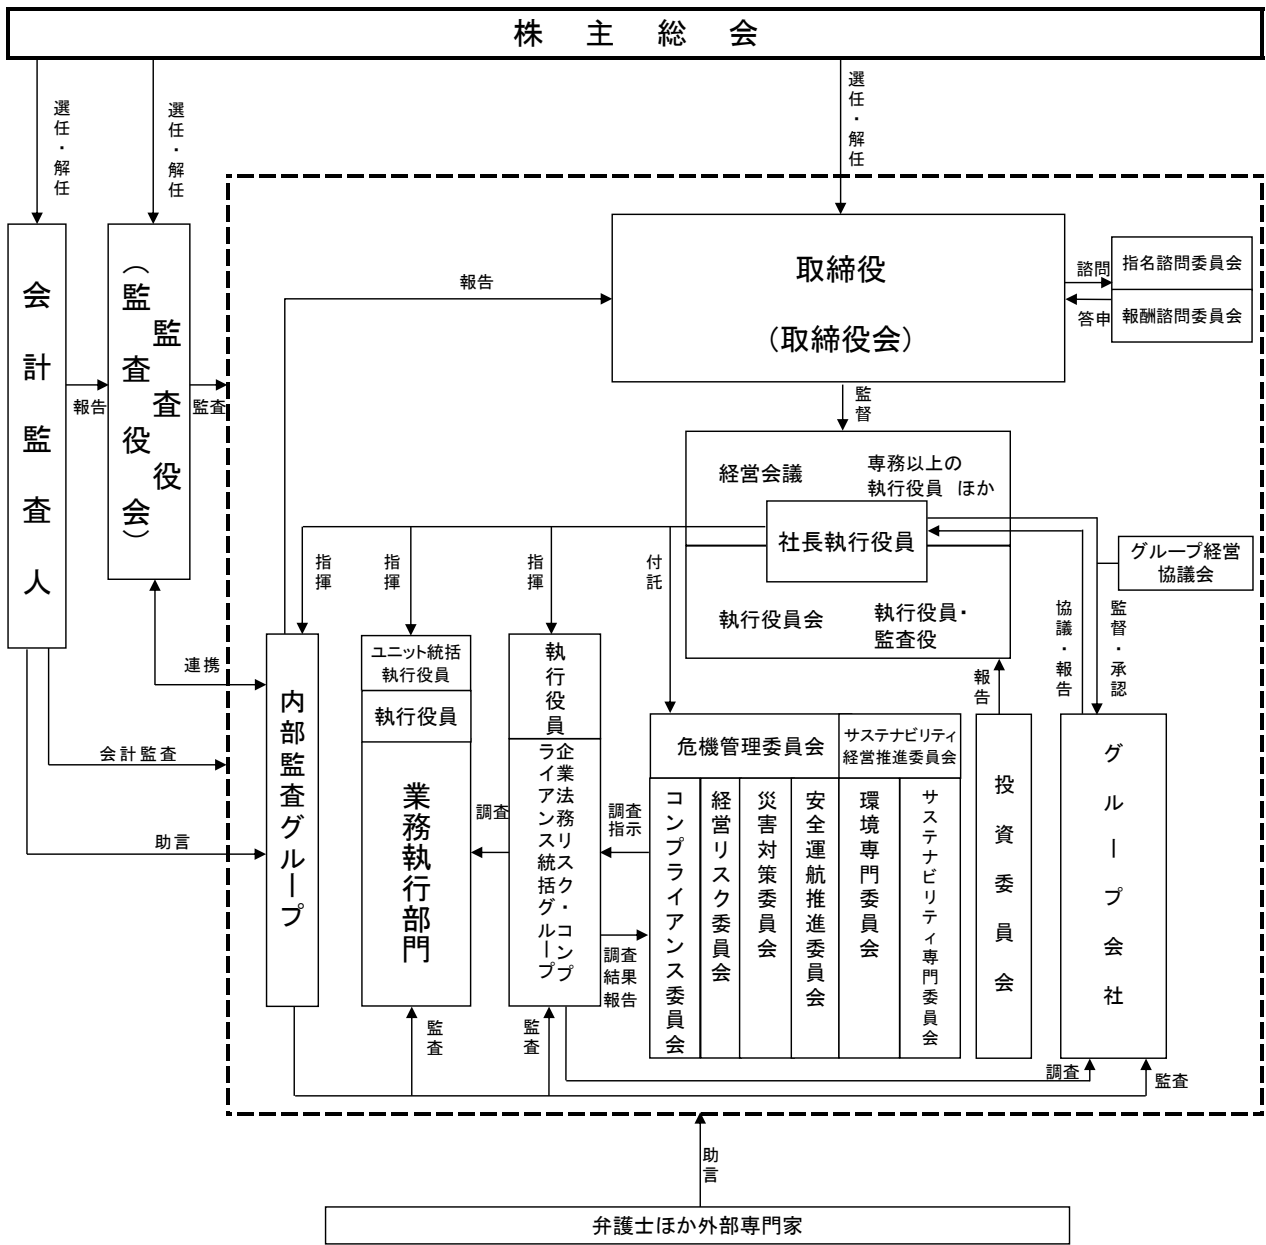 株主総会
選任・解任
選任・解任
選任・解任
会計監査人
監査役
（監査役会）
報告
監査
報告
取締役
（取締役会）
諮問
答申
指名諮問委員会
報酬諮問委員会
監督
経営会議
専務以上の
執行役員 ほか
社長執行役員
執行役員会
執行役員・
監査役
グループ経営
協議会
指揮
指揮
指揮
付託
協議・報告
監督・承認
報告
連携
会計監査
助言
内部監査グループ
ユニット統括
執行役員
執行役員
業務執行部門
執行役員
企業法務リスク・コンプ
ライアンス統括グループ
調査
調査
指示
調査
結果
報告
危機管理委員会
サステナビリティ
経営推進委員会
コンプライアンス委員会
経営リスク委員会
災害対策委員会
安全運航推進委員会
環境専門委員会
サステナビリティ専門委員会
投資委員会
グループ会社
監査
監査
調査
監査
助言
弁護士ほか外部専門家